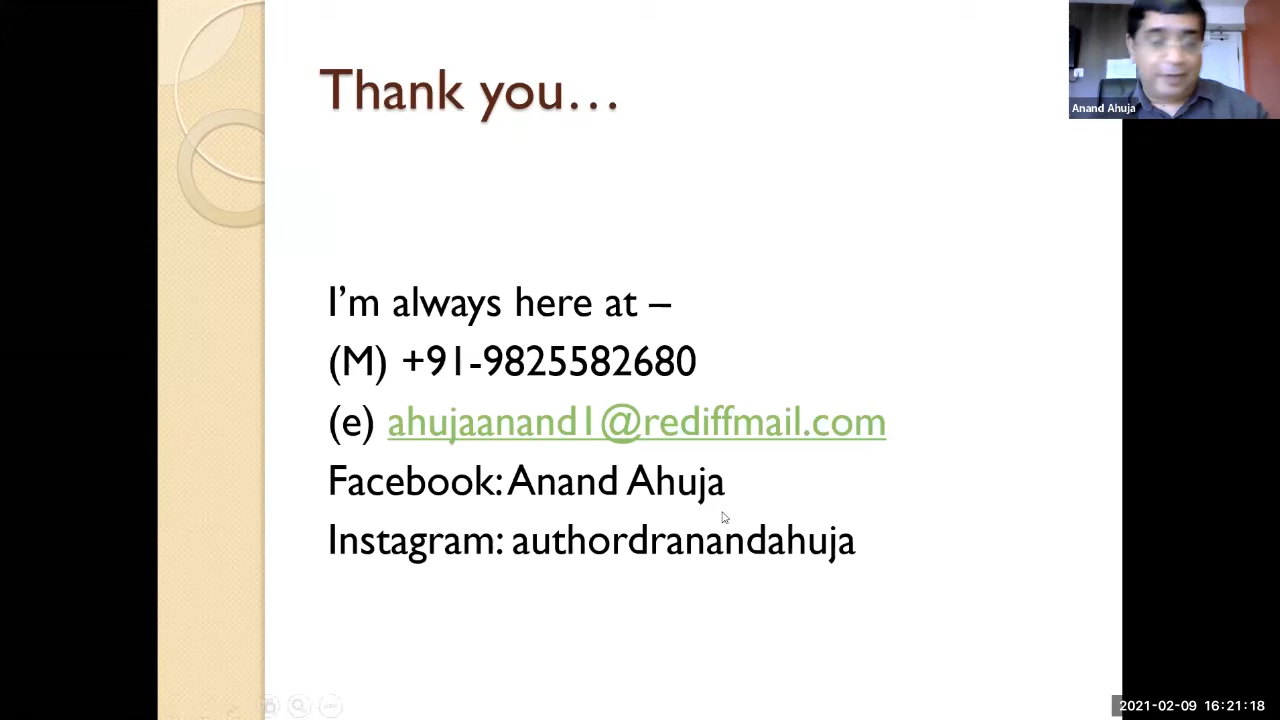 Thank you…
Anand Ahuja
I'm always here at –
(M) +91-9825582680
(e) ahujaanand1@rediffmail.com
Facebook: Anand Ahuja
Instagram: authordranandahuja
2021-02-09 16:21:18